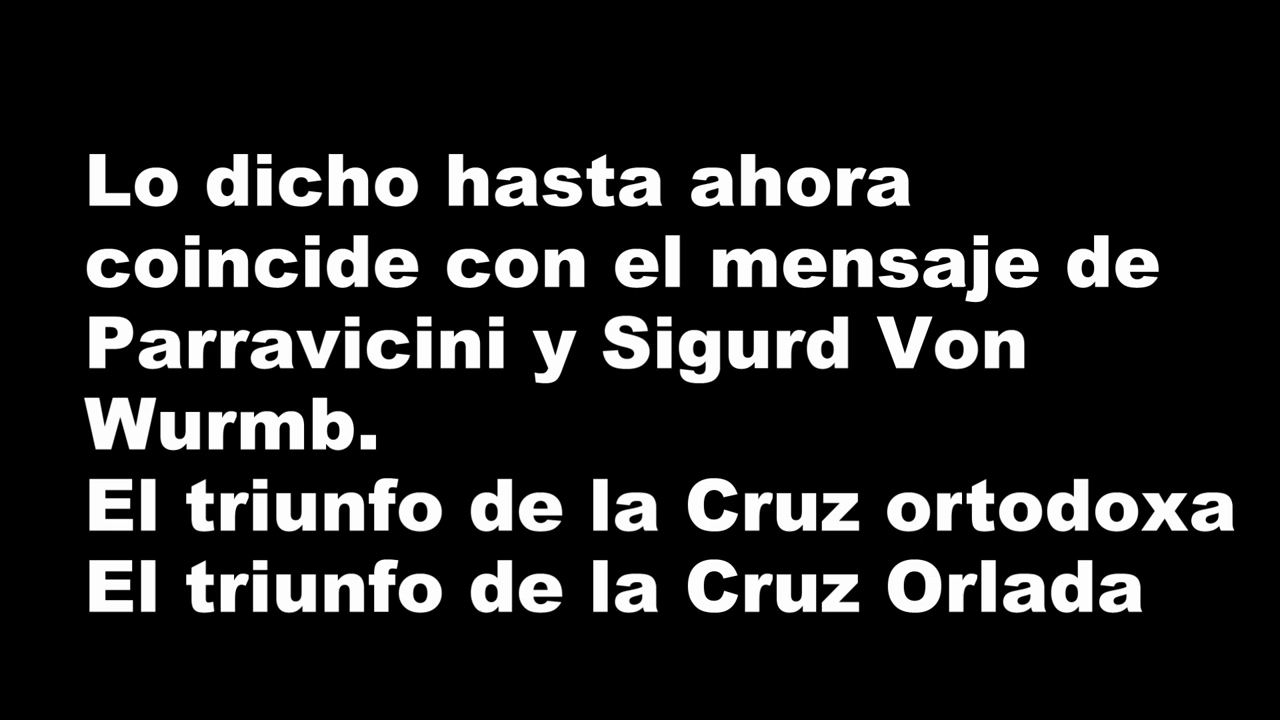 Lo dicho hasta ahora
coincide con el mensaje de
Parravicini y Sigurd Von
Wurmb.
El triunfo de la Cruz ortodoxa
El triunfo de la Cruz Orlada